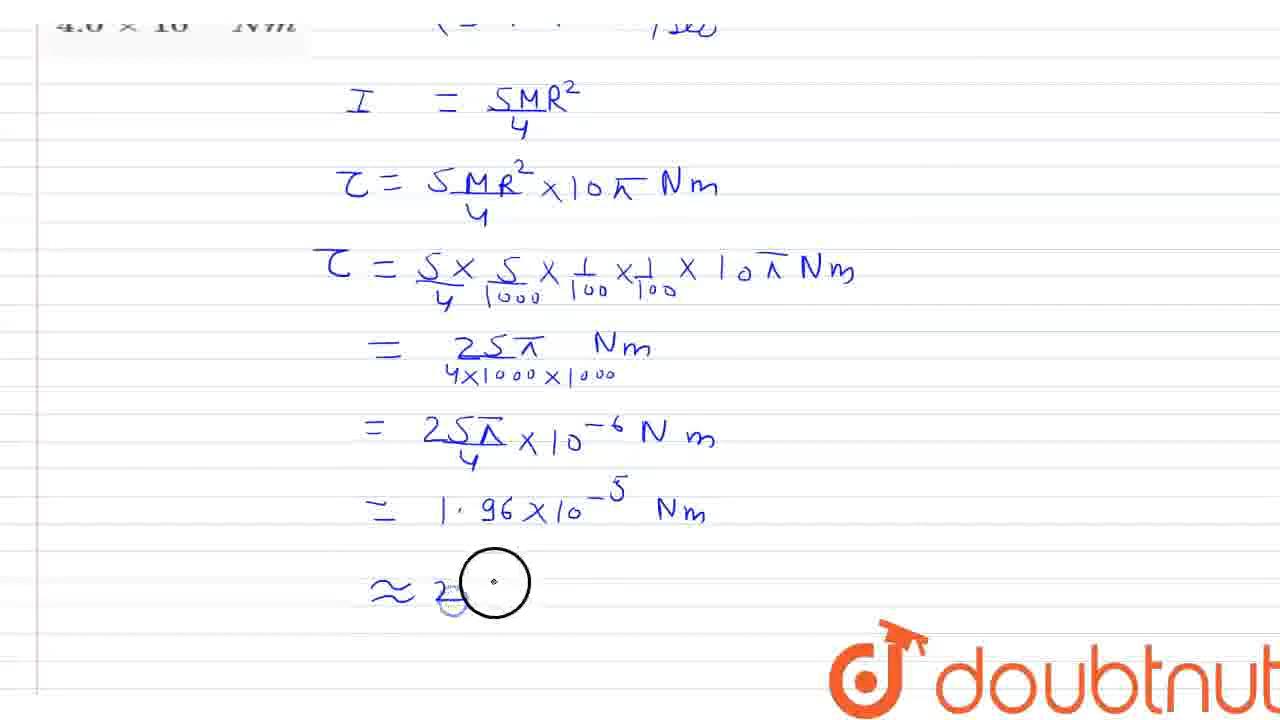 I = 5MR²/4
τ = 5MR²/4 × 10π Nm
τ = 5/4 × 5/1000 × 1/100 × 1/100 × 10π Nm
= 25π/(4×1000×1000) Nm
= 25π/4 × 10⁻⁶ N m
= 1.96 × 10⁻⁵ Nm
≈ 2
doubtnut